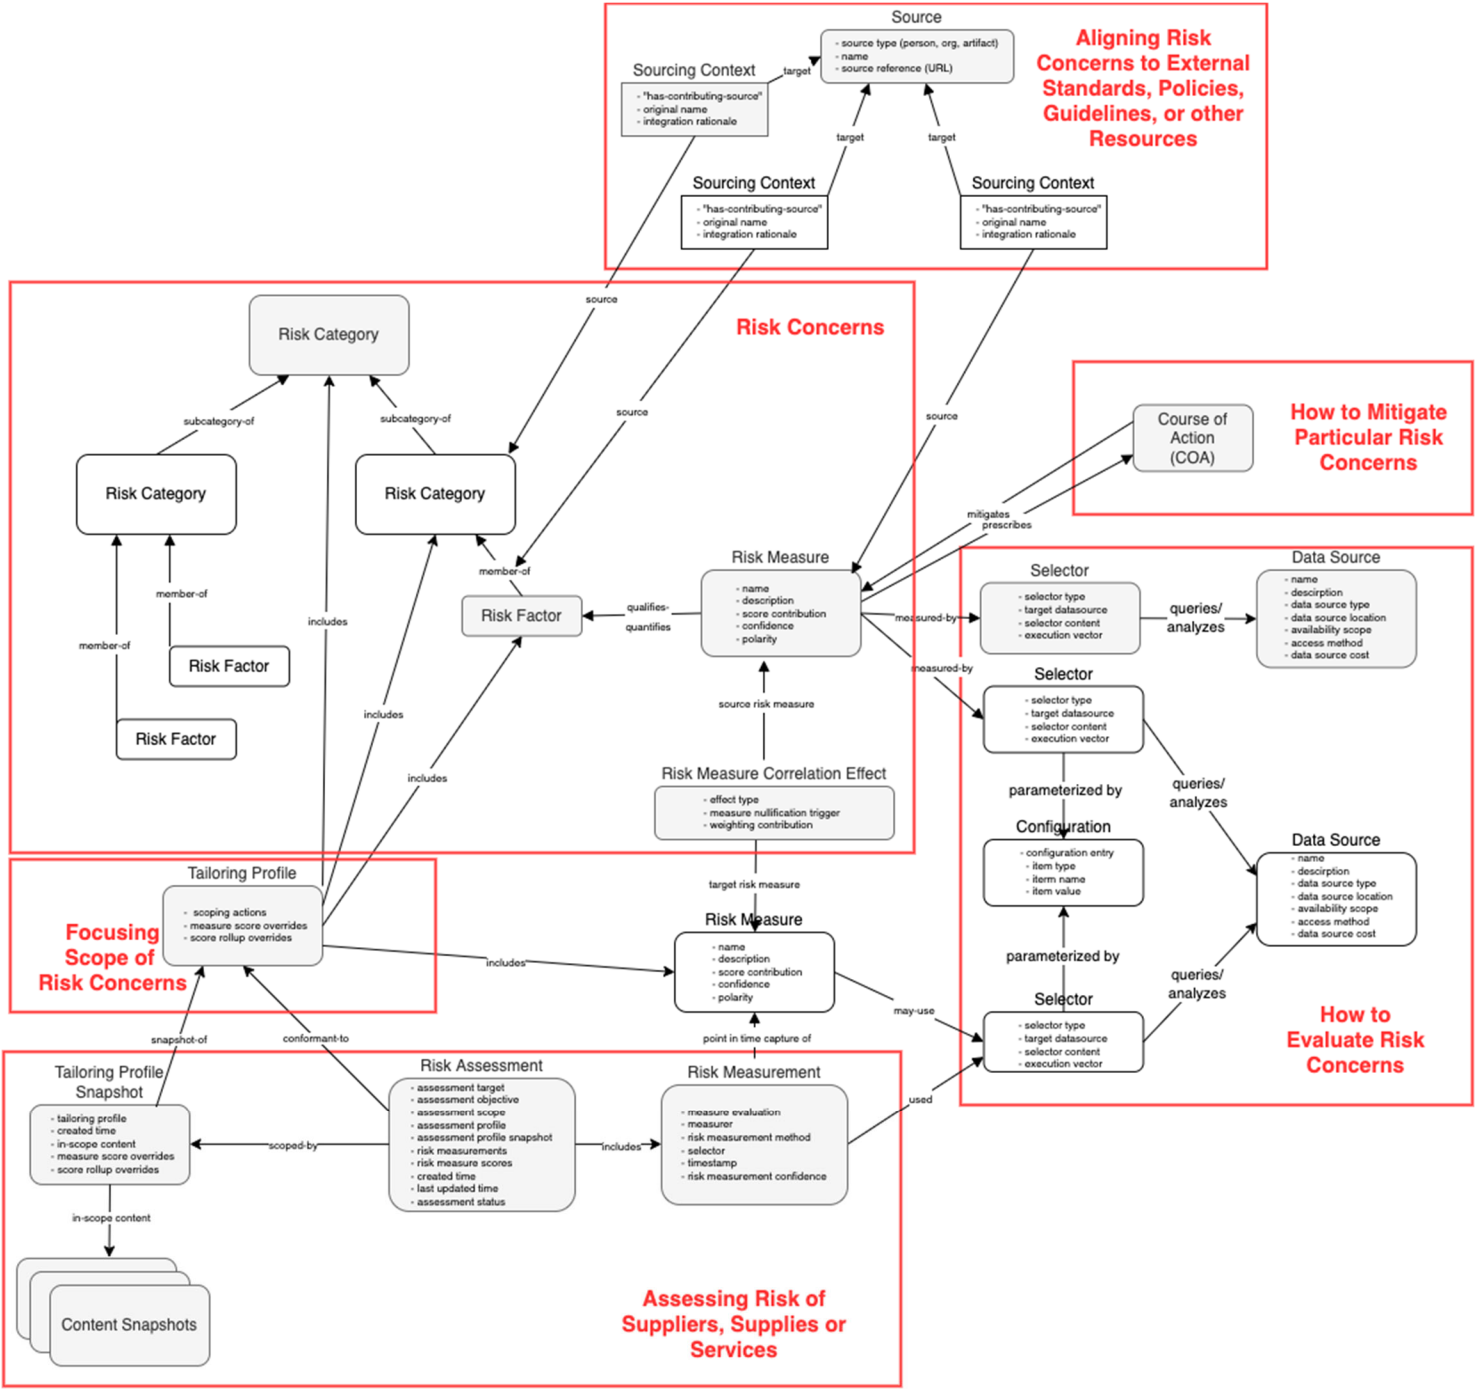 Source
- source type (person, org, artifact)
- name
- source reference (URL)
Aligning Risk
Concerns to External
Standards, Policies,
Guidelines, or other
Resources
Sourcing Context
- "has-contributing-source"
- original name
- integration rationale
target
target
target
Sourcing Context
- "has-contributing-source"
- original name
- integration rationale
Sourcing Context
- "has-contributing-source"
- original name
- integration rationale
source
source
source
Risk Concerns
Risk Category
subcategory-of
subcategory-of
Risk Category
Risk Category
member-of
member-of
member-of
Risk Factor
Risk Factor
Risk Factor
includes
includes
includes
qualifies-
quantifies
Risk Measure
- name
- description
- score contribution
- confidence
- polarity
source risk measure
Risk Measure Correlation Effect
- effect type
- measure nullification trigger
- weighting contribution
How to Mitigate
Particular Risk
Concerns
Course of
Action
(COA)
mitigates
prescribes
measured-by
measured-by
Selector
- selector type
- target datasource
- selector content
- execution vector
queries/
analyzes
Data Source
- name
- descirption
- data source type
- data source location
- availability scope
- access method
- data source cost
Selector
- selector type
- target datasource
- selector content
- execution vector
parameterized by
queries/
analyzes
Configuration
- configuration entry
- item type
- iterm name
- item value
parameterized by
Data Source
- name
- descirption
- data source type
- data source location
- availability scope
- access method
- data source cost
queries/
analyzes
Selector
- selector type
- target datasource
- selector content
- execution vector
How to
Evaluate Risk
Concerns
Tailoring Profile
- scoping actions
- measure score overrides
- score rollup overrides
Focusing
Scope of
Risk Concerns
includes
target risk measure
Risk Measure
- name
- description
- score contribution
- confidence
- polarity
may-use
used
snapshot-of
conformant-to
point in time capture of
Tailoring Profile
Snapshot
- tailoring profile
- created time
- in-scope content
- measure score overrides
- score rollup overrides
scoped-by
Risk Assessment
- assessment target
- assessment objective
- assessment scope
- assessment profile
- assessment profile snapshot
- risk measurements
- risk measure scores
- created time
- last updated time
- assessment status
includes
Risk Measurement
- measure evaluation
- measurer
- risk measurement method
- selector
- timestamp
- risk measurement confidence
in-scope content
Content Snapshots
Assessing Risk of
Suppliers, Supplies or
Services